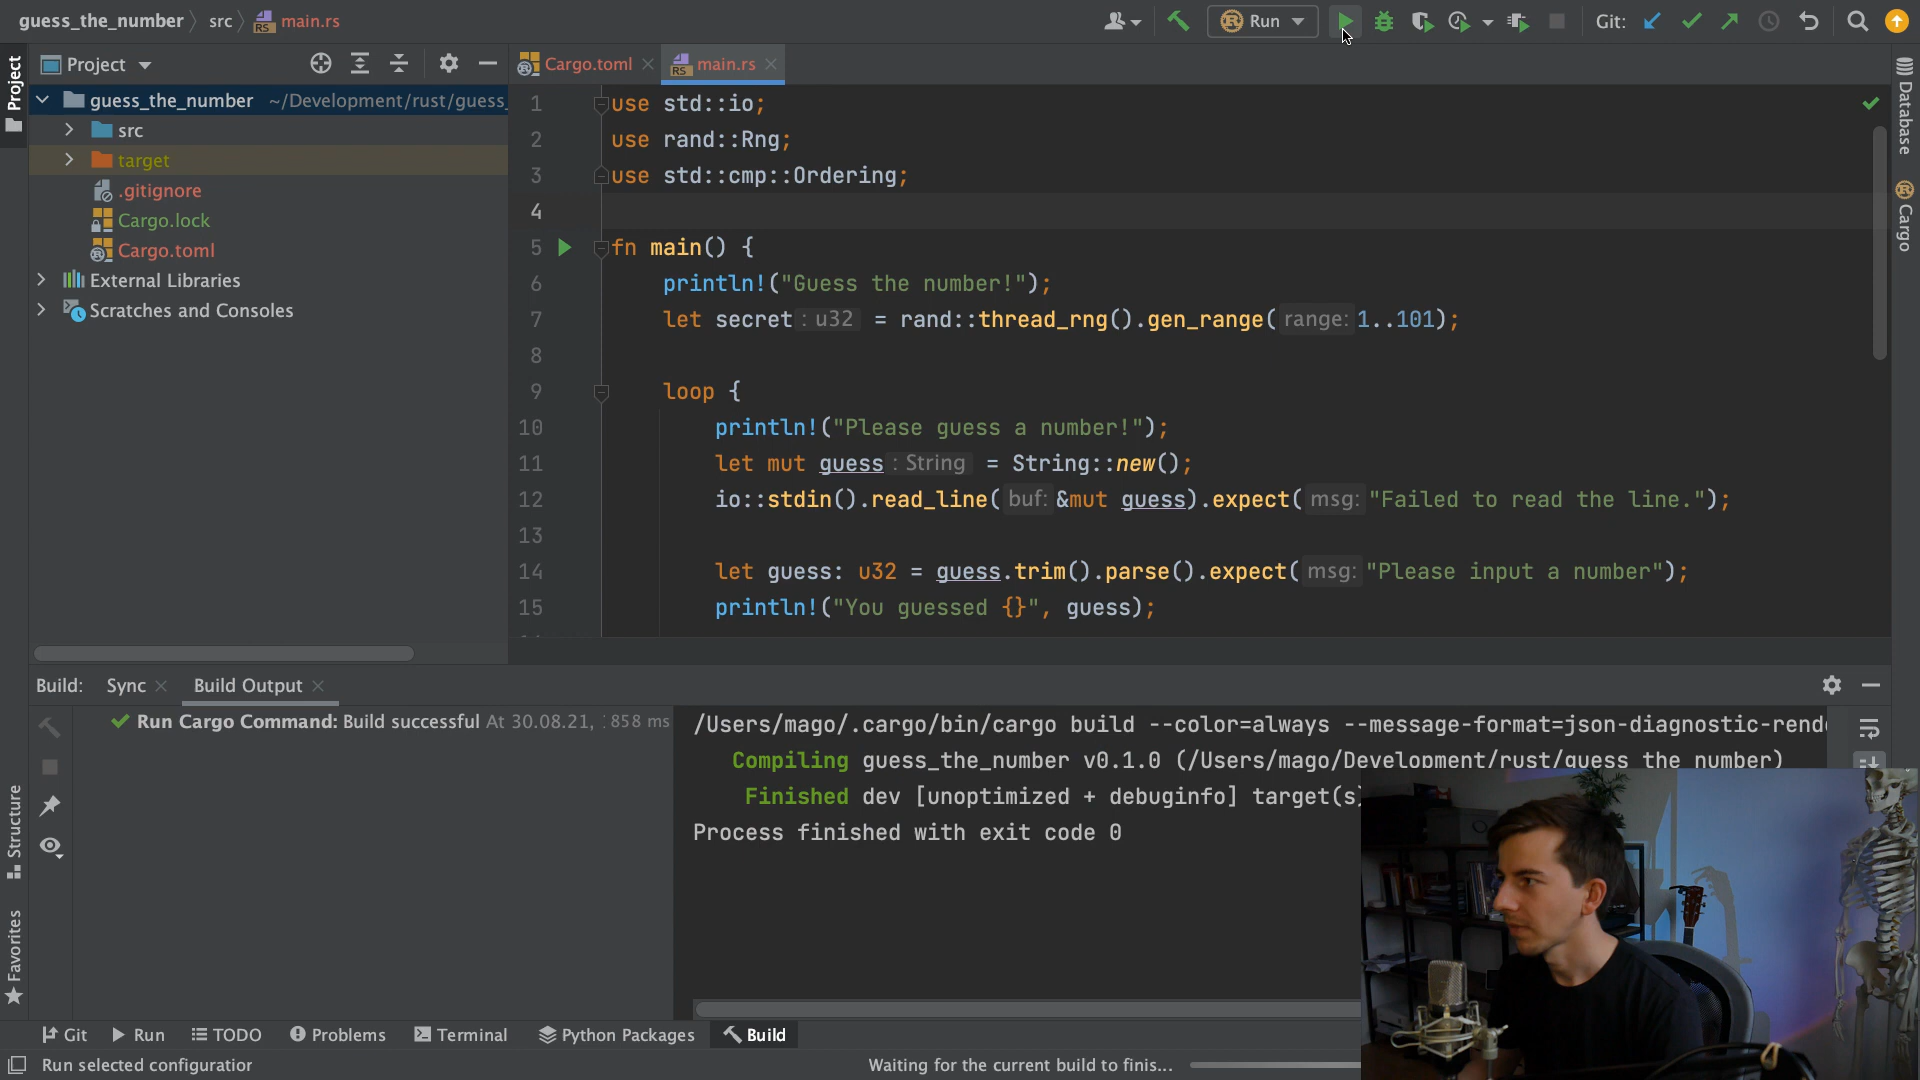 guess_the_number
src
main.rs
Run
Git:
Project
Project
Cargo.toml
main.rs
Database
Cargo
guess_the_number ~/Development/rust/guess_
src
target
.gitignore
Cargo.lock
Cargo.toml
External Libraries
Scratches and Consoles
1 use std::io;
2 use rand::Rng;
3 use std::cmp::Ordering;
4
5 fn main() {
6 println!("Guess the number!");
7 let secret : u32 = rand::thread_rng().gen_range( range: 1..101);
8
9 loop {
10 println!("Please guess a number!");
11 let mut guess : String = String::new();
12 io::stdin().read_line( buf: &mut guess).expect( msg: "Failed to read the line.");
13
14 let guess: u32 = guess.trim().parse().expect( msg: "Please input a number");
15 println!("You guessed {}", guess);
Build: Sync Build Output
Run Cargo Command: Build successful At 30.08.21, 858 ms
/Users/mago/.cargo/bin/cargo build --color=always --message-format=json-diagnostic-rende
Compiling guess_the_number v0.1.0 (/Users/mago/Development/rust/guess_the_number)
Finished dev [unoptimized + debuginfo] target(s)
Process finished with exit code 0
Structure
Favorites
Git Run TODO Problems Terminal Python Packages Build
Run selected configuratior
Waiting for the current build to finis...